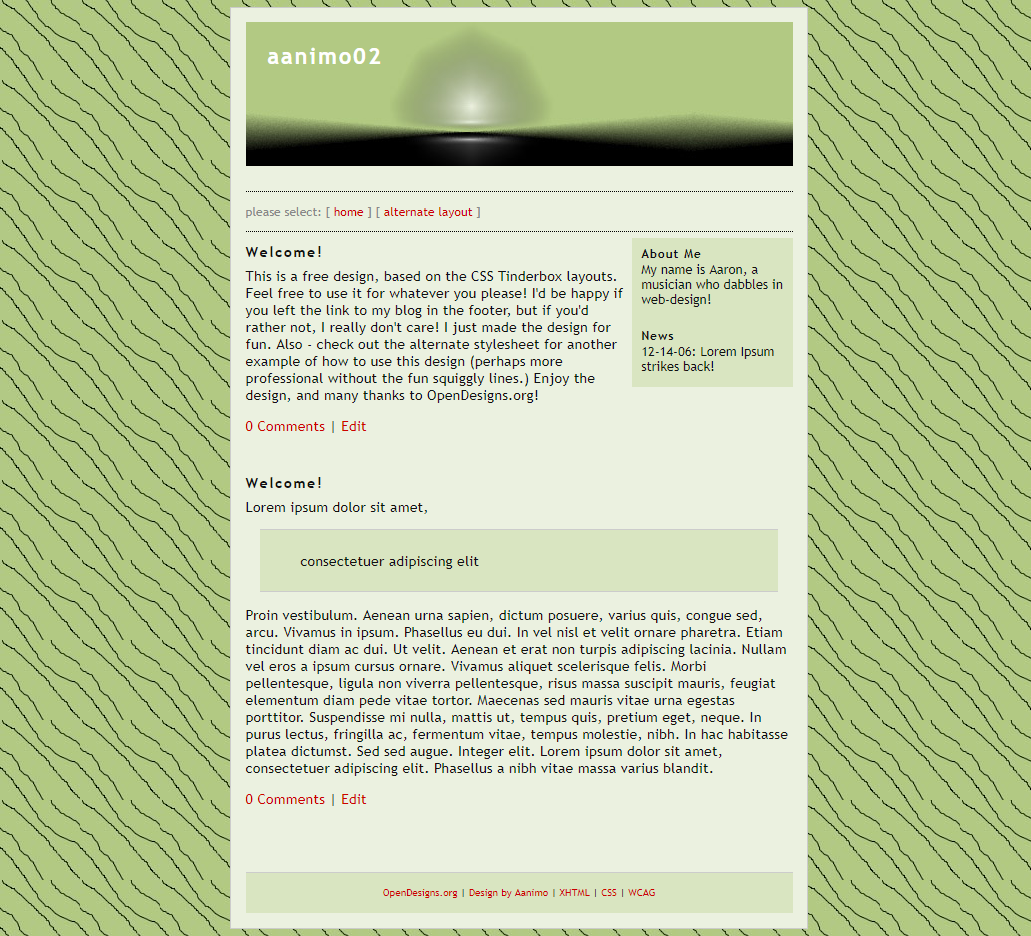 aanimo02
please select: [ home ] [ alternate layout ]
Welcome!
This is a free design, based on the CSS Tinderbox layouts.
Feel free to use it for whatever you please! I'd be happy if
you left the link to my blog in the footer, but if you'd
rather not, I really don't care! I just made the design for
fun. Also - check out the alternate stylesheet for another
example of how to use this design (perhaps more
professional without the fun squiggly lines.) Enjoy the
design, and many thanks to OpenDesigns.org!
0 Comments | Edit
About Me
My name is Aaron, a
musician who dabbles in
web-design!
News
12-14-06: Lorem Ipsum
strikes back!
Welcome!
Lorem ipsum dolor sit amet,
consectetuer adipiscing elit
Proin vestibulum. Aenean urna sapien, dictum posuere, varius quis, congue sed,
arcu. Vivamus in ipsum. Phasellus eu dui. In vel nisl et velit ornare pharetra. Etiam
tincidunt diam ac dui. Ut velit. Aenean et erat non turpis adipiscing lacinia. Nullam
vel eros a ipsum cursus ornare. Vivamus aliquet scelerisque felis. Morbi
pellentesque, ligula non viverra pellentesque, risus massa suscipit mauris, feugiat
elementum diam pede vitae tortor. Maecenas sed mauris vitae urna egestas
porttitor. Suspendisse mi nulla, mattis ut, tempus quis, pretium eget, neque. In
purus lectus, fringilla ac, fermentum vitae, tempus molestie, nibh. In hac habitasse
platea dictumst. Sed sed augue. Integer elit. Lorem ipsum dolor sit amet,
consectetuer adipiscing elit. Phasellus a nibh vitae massa varius blandit.
0 Comments | Edit
OpenDesigns.org | Design by Aanimo | XHTML | CSS | WCAG